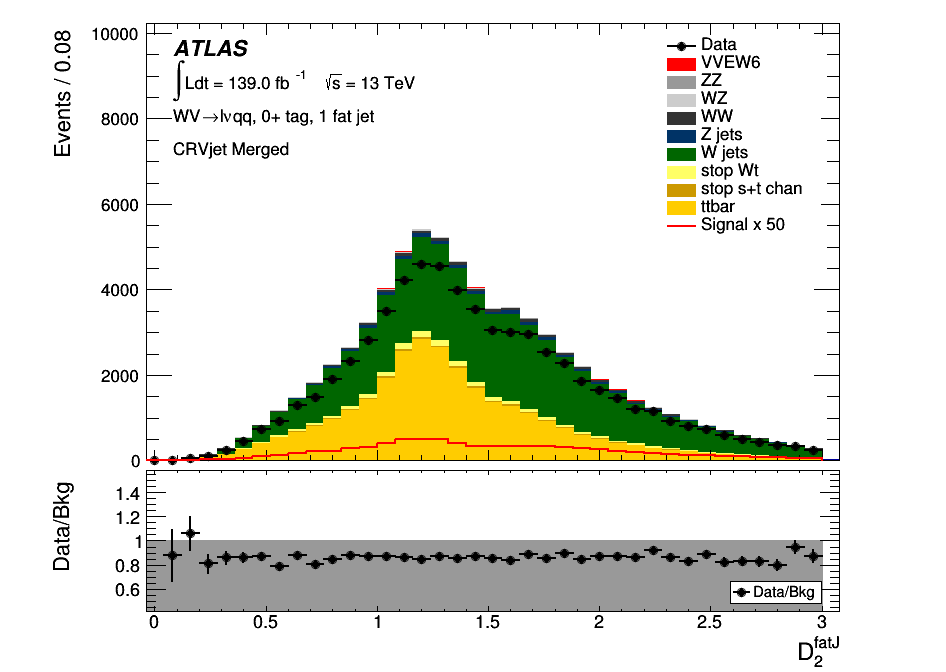 10000
8000
6000
4000
2000
0
Events / 0.08
ATLAS
∫Ldt = 139.0 fb⁻¹ √s = 13 TeV
WV→lνqq, 0+ tag, 1 fat jet
CRVjet Merged
Data
VVEW6
ZZ
WZ
WW
Z jets
W jets
stop Wt
stop s+t chan
ttbar
Signal x 50
Data/Bkg
1.4
1.2
1
0.8
0.6
Data/Bkg
0 0.5 1 1.5 2 2.5 3
D₂^fatJ